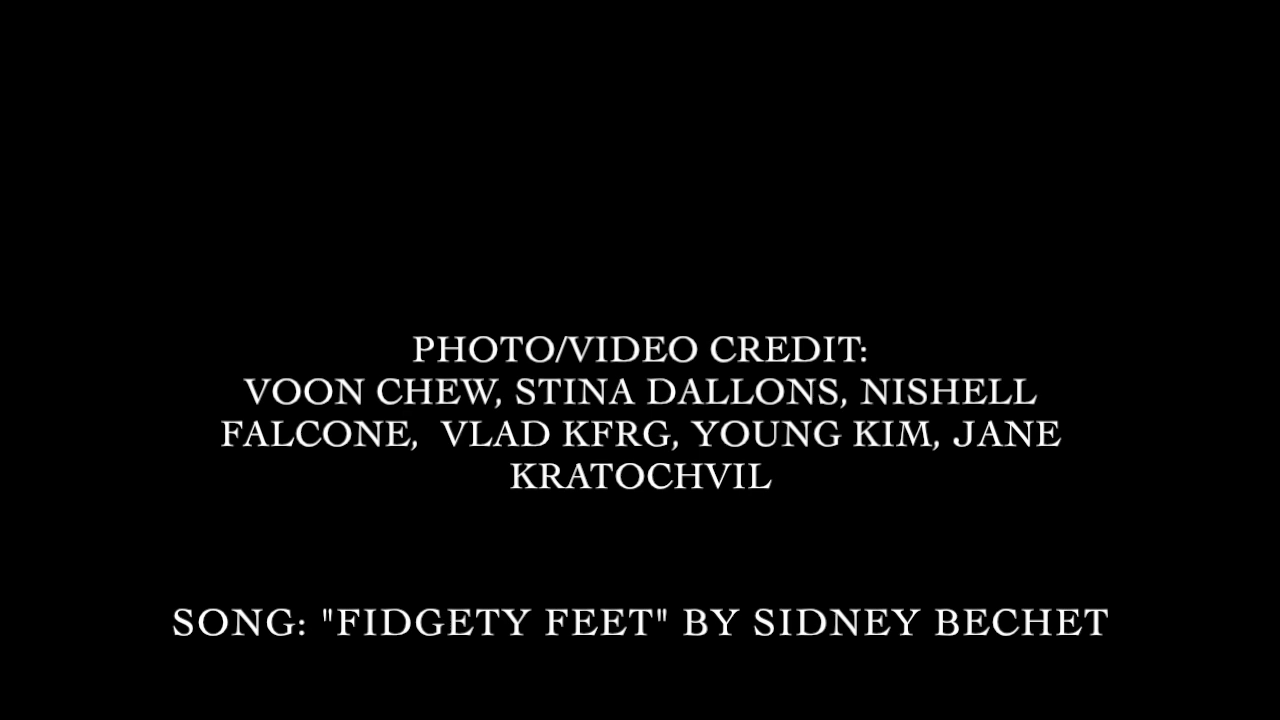 PHOTO/VIDEO CREDIT:
VOON CHEW, STINA DALLONS, NISHELL
FALCONE,  VLAD KFRG, YOUNG KIM, JANE
KRATOCHVIL
SONG: "FIDGETY FEET" BY SIDNEY BECHET